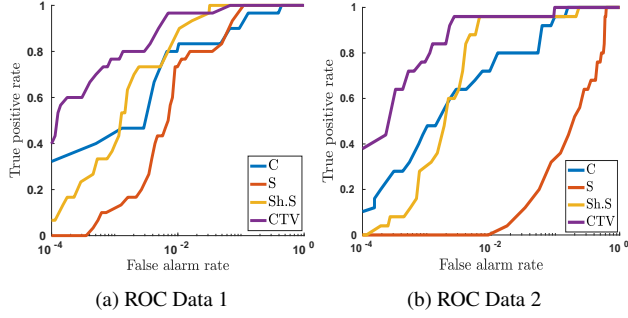 1
0.8
0.6
0.4
0.2
0
True positive rate
10^-4
10^-2
10^0
False alarm rate
C
S
Sh.S
CTV
(a) ROC Data 1
1
0.8
0.6
0.4
0.2
0
True positive rate
10^-4
10^-2
10^0
False alarm rate
C
S
Sh.S
CTV
(b) ROC Data 2